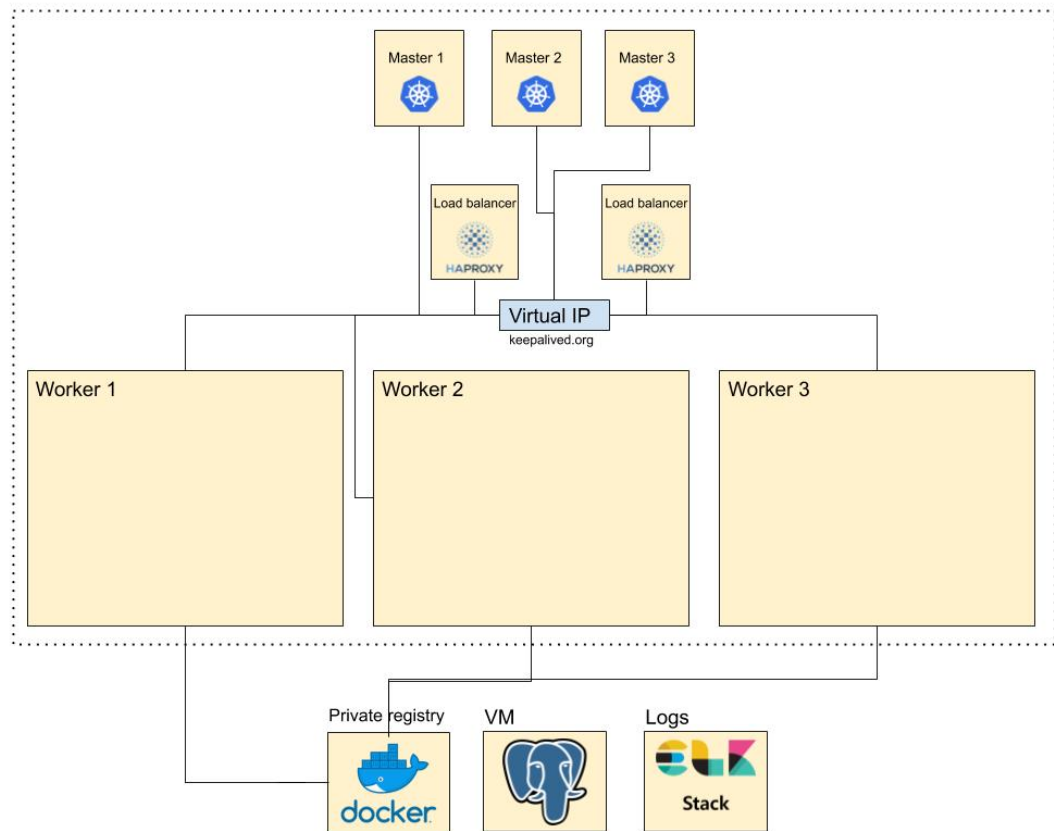 Master 1
Master 2
Master 3
Load balancer
HAPROXY
Load balancer
HAPROXY
Virtual IP
keepalived.org
Worker 1
Worker 2
Worker 3
Private registry
docker
VM
Logs
ELK
Stack